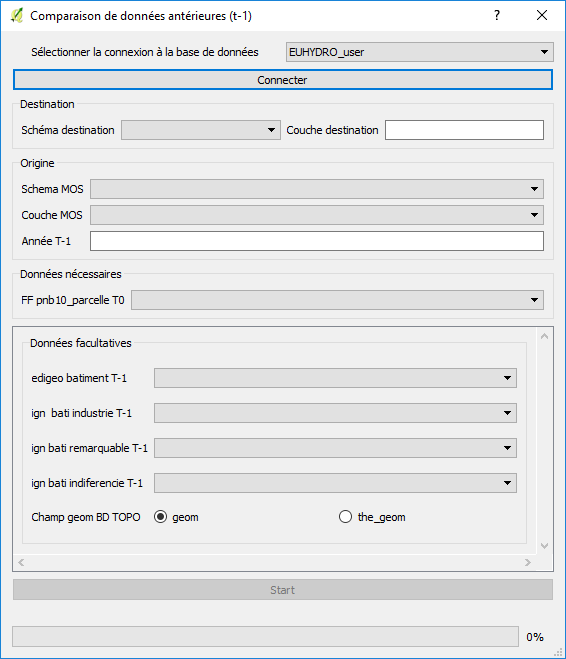 Comparaison de données antérieures (t-1) ?
Sélectionner la connexion à la base de données EUHYDRO_user
Connecter
Destination
Schéma destination Couche destination
Origine
Schema MOS
Couche MOS
Année T-1
Données nécessaires
FF pnb10_parcelle T0
Données facultatives
edigeo batiment T-1
ign bati industrie T-1
ign bati remarquable T-1
ign bati indiferencie T-1
Champ geom BD TOPO geom the_geom
Start
0%